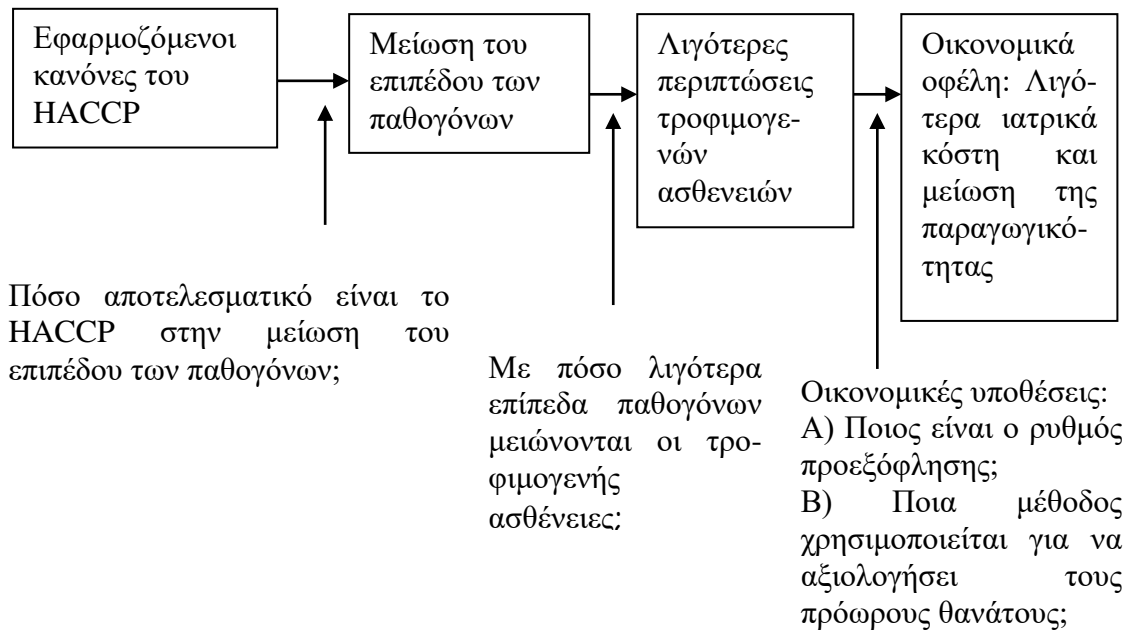 Εφαρμοζόμενοι
κανόνες του
HACCP
Μείωση του
επιπέδου των
παθογόνων
Λιγότερες
περιπτώσεις
τροφιμογε-
νών
ασθενειών
Οικονομικά
οφέλη: Λιγό-
τερα ιατρικά
κόστη και
μείωση της
παραγωγικό-
τητας
Πόσο αποτελεσματικό είναι το
HACCP στην μείωση του
επιπέδου των παθογόνων;
Με πόσο λιγότερα
επίπεδα παθογόνων
μειώνονται οι τρο-
φιμογενής
ασθένειες;
Οικονομικές υποθέσεις:
Α) Ποιος είναι ο ρυθμός
προεξόφλησης;
Β) Ποια μέθοδος
χρησιμοποιείται για να
αξιολογήσει τους
πρόωρους θανάτους;